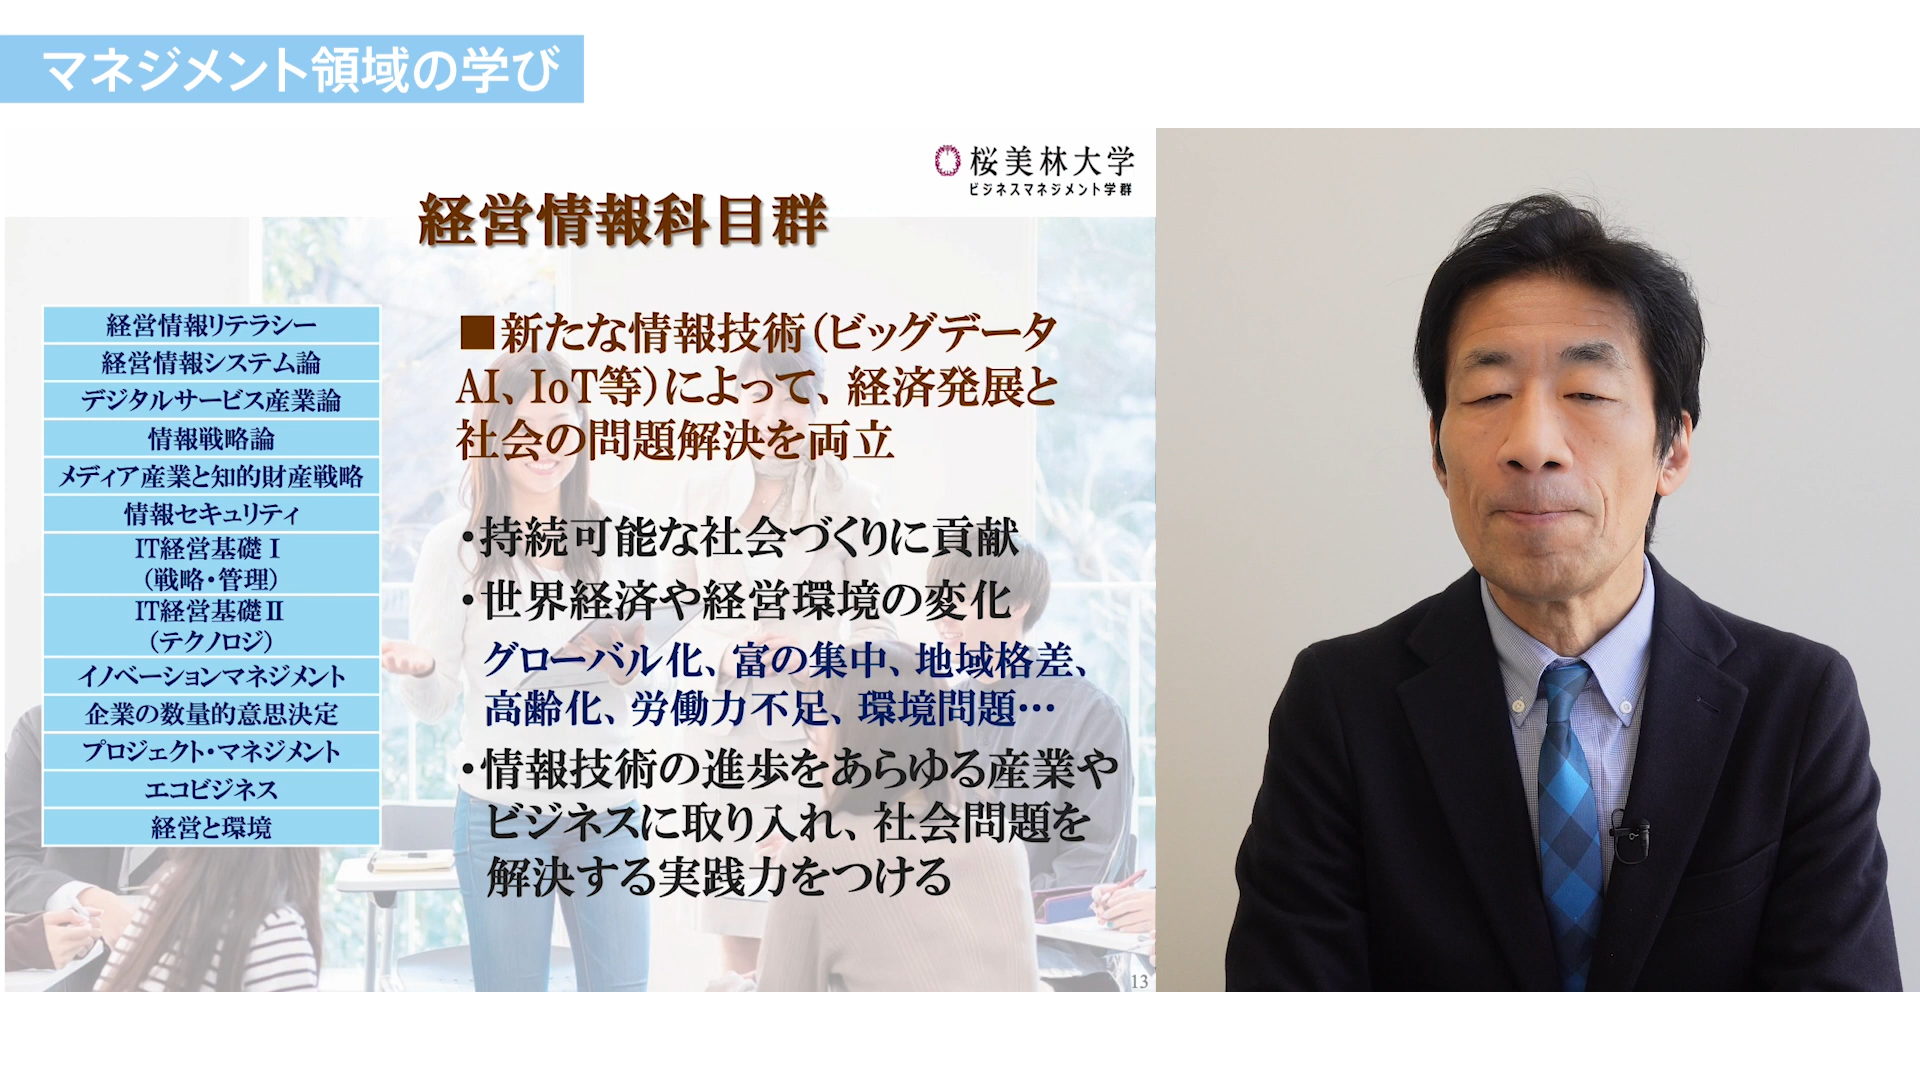 マネジメント領域の学び
桜美林大学
ビジネスマネジメント学群
経営情報科目群
経営情報リテラシー
経営情報システム論
デジタルサービス産業論
情報戦略論
メディア産業と知的財産戦略
情報セキュリティ
IT経営基礎Ⅰ
（戦略・管理）
IT経営基礎Ⅱ
（テクノロジ）
イノベーションマネジメント
企業の数量的意思決定
プロジェクト・マネジメント
エコビジネス
経営と環境
■新たな情報技術（ビッグデータ
AI、IoT等）によって、経済発展と
社会の問題解決を両立
・持続可能な社会づくりに貢献
・世界経済や経営環境の変化
グローバル化、富の集中、地域格差、
高齢化、労働力不足、環境問題…
・情報技術の進歩をあらゆる産業や
ビジネスに取り入れ、社会問題を
解決する実践力をつける
13